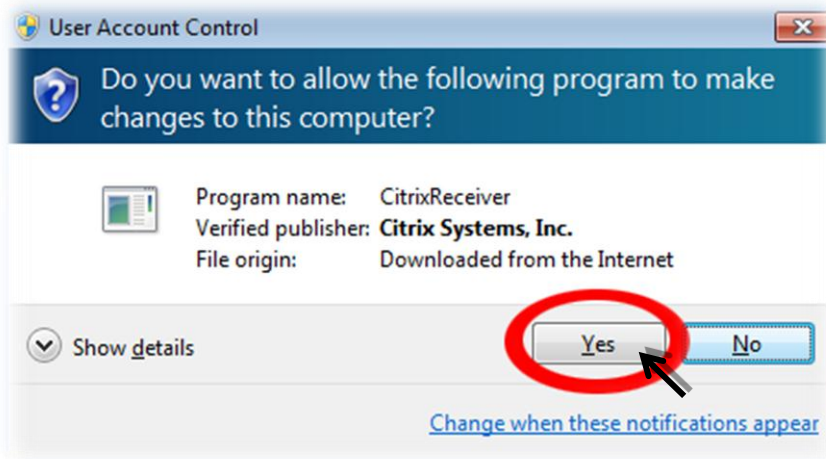 User Account Control
Do you want to allow the following program to make
changes to this computer?
Program name: CitrixReceiver
Verified publisher: Citrix Systems, Inc.
File origin: Downloaded from the Internet
Show details
Yes
No
Change when these notifications appear